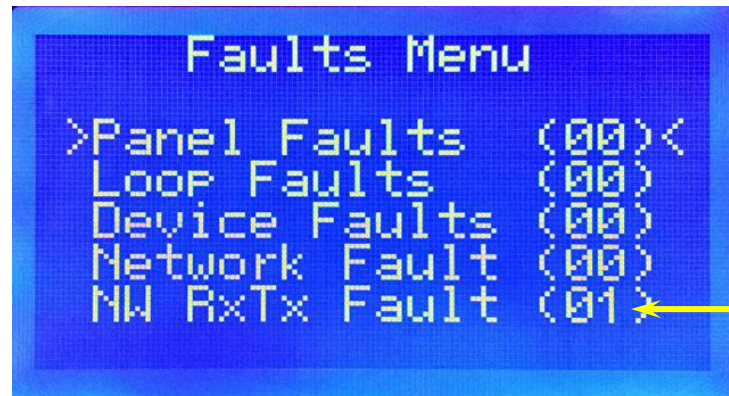 Faults Menu
>Panel Faults (00)<
Loop Faults (00)
Device Faults (00)
Network Fault (00)
NW RxTx Fault (01)